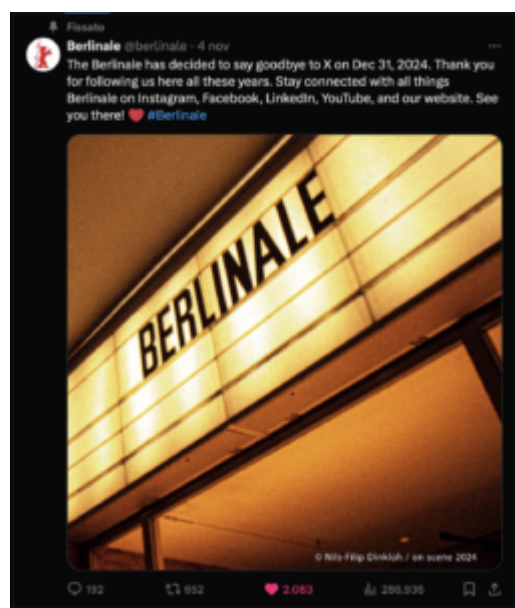 Fissato
Berlinale @berlinale · 4 nov
The Berlinale has decided to say goodbye to X on Dec 31, 2024. Thank you
for following us here all these years. Stay connected with all things
Berlinale on Instagram, Facebook, LinkedIn, YouTube, and our website. See
you there! ❤️ #Berlinale
BERLINALE
© Nils-Filip Dinkloh / on scene 2024
192 652 2.083 286.936